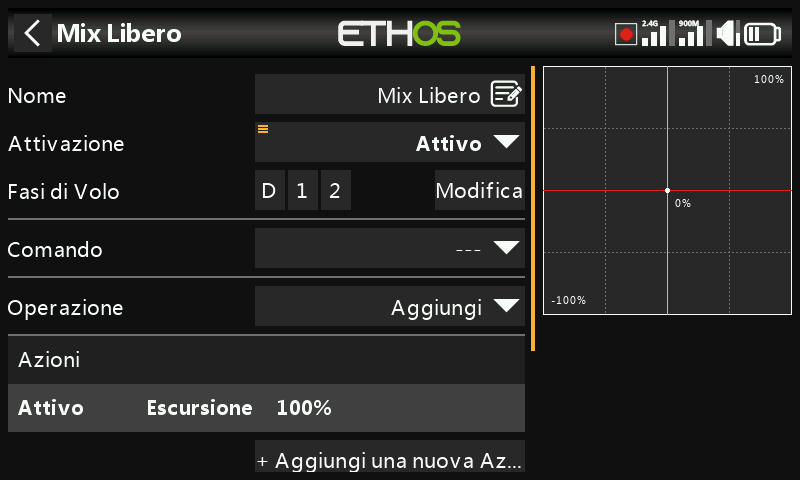 Mix Libero
ETHOS
2.4G 900M
Nome Mix Libero
Attivazione Attivo
Fasi di Volo D 1 2 Modifica
Comando ---
Operazione Aggiungi
Azioni
Attivo Escursione 100%
+ Aggiungi una nuova Az...
100%
0%
-100%